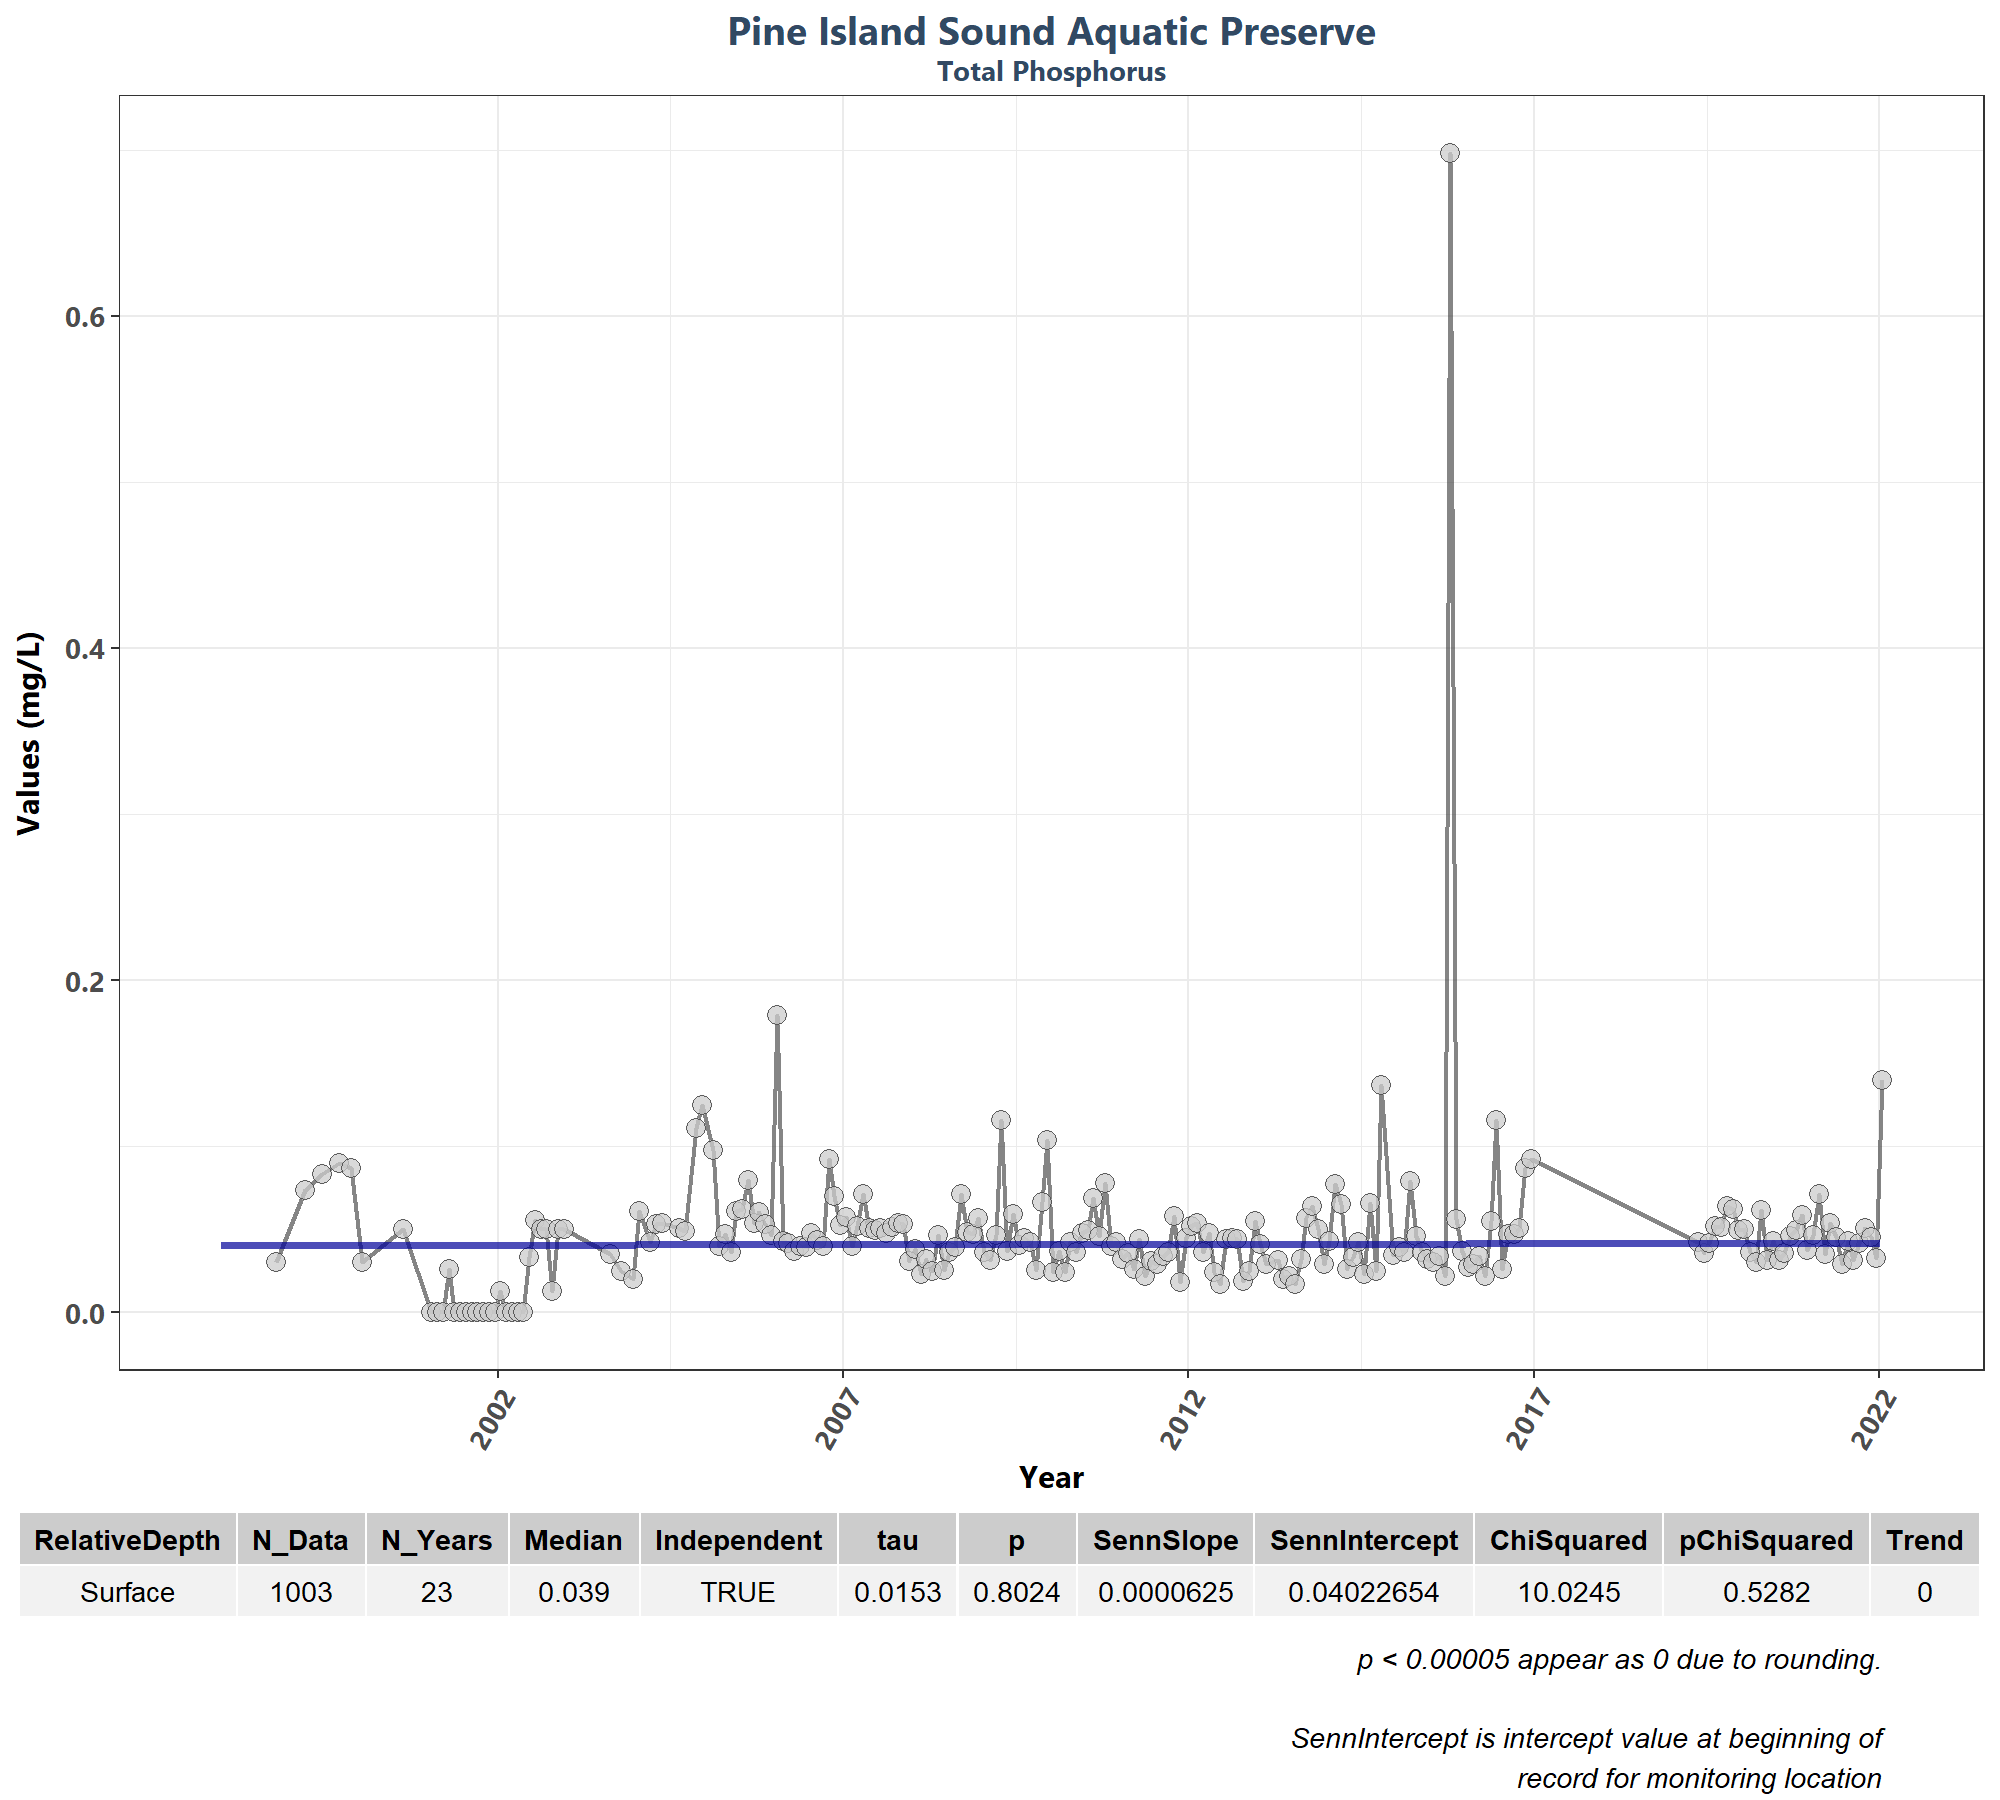 Pine Island Sound Aquatic Preserve
Total Phosphorus
Values (mg/L)
0.6
0.4
0.2
0.0
2002 2007 2012 2017 2022
Year
RelativeDepth N_Data N_Years Median Independent tau p SennSlope SennIntercept ChiSquared pChiSquared Trend
Surface 1003 23 0.039 TRUE 0.0153 0.8024 0.0000625 0.04022654 10.0245 0.5282 0
p < 0.00005 appear as 0 due to rounding.
SennIntercept is intercept value at beginning of
record for monitoring location